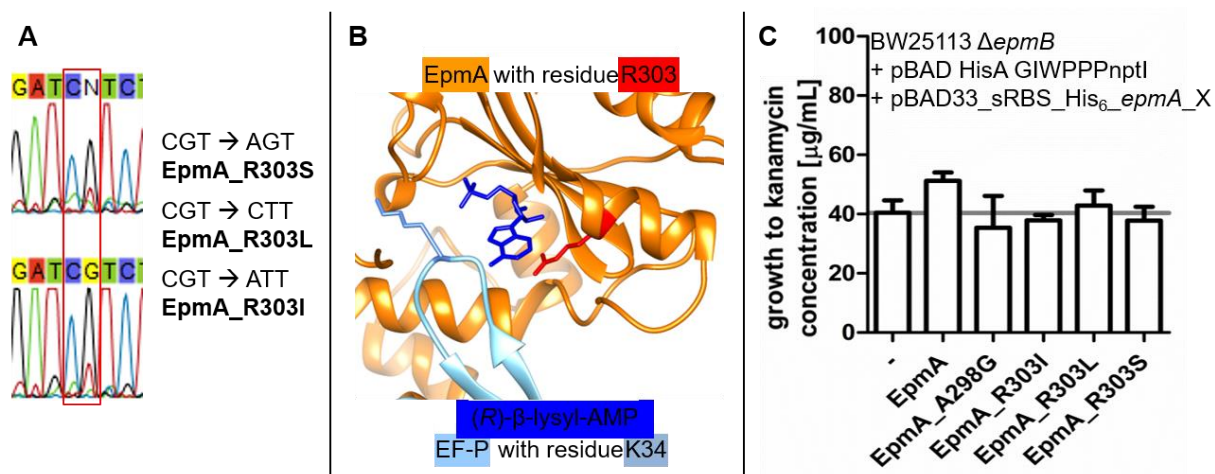 A
GATCNTCT
CGT → AGT
EpmA_R303S
CGT → CTT
EpmA_R303L
GATCGTCT
CGT → ATT
EpmA_R303I
B
EpmA with residue R303
(R)-β-lysyl-AMP
EF-P with residue K34
C
BW25113 ΔepmB
+ pBAD HisA GIWPPPnptI
+ pBAD33_sRBS_His₆_epmA_X
growth to kanamycin
concentration [µg/mL]
100
80
60
40
20
0
-
EpmA
EpmA_A298G
EpmA_R303I
EpmA_R303L
EpmA_R303S